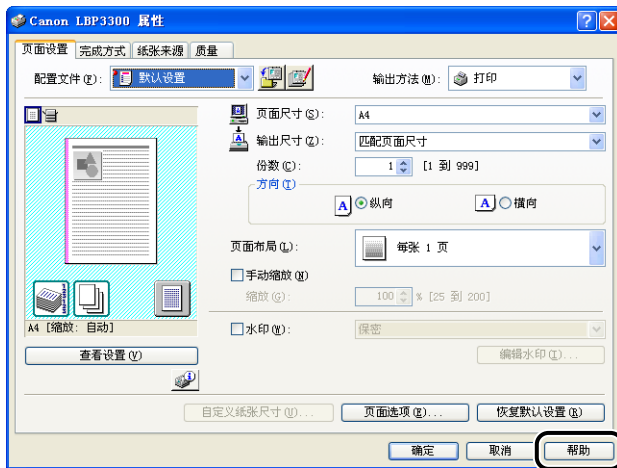 Canon LBP3300 属性
页面设置 完成方式 纸张来源 质量
配置文件(F): 默认设置 输出方法(M): 打印
页面尺寸(S): A4
输出尺寸(Z): 匹配页面尺寸
份数(C): 1 [1 到 999]
方向(T)
A 纵向 A 横向
页面布局(L): 每张 1 页
手动缩放(N)
缩放(G): 100 % [25 到 200]
A4 [缩放: 自动]
水印(W): 保密
查看设置(V) 编辑水印(I)...
自定义纸张尺寸(U)... 页面选项(E)... 恢复默认设置(R)
确定 取消 帮助